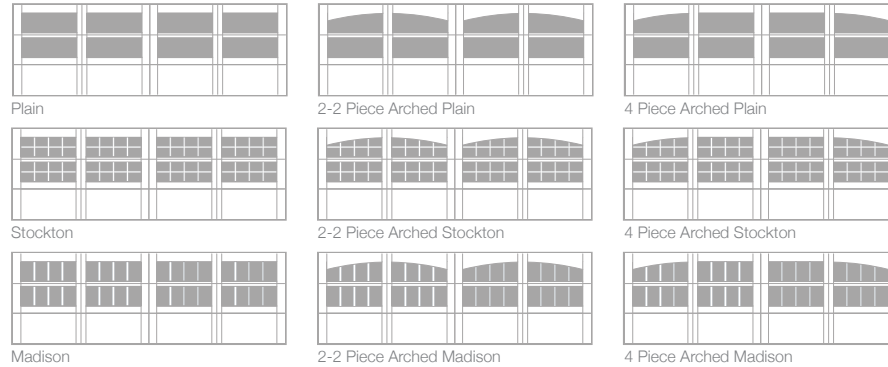 Plain
2-2 Piece Arched Plain
4 Piece Arched Plain
Stockton
2-2 Piece Arched Stockton
4 Piece Arched Stockton
Madison
2-2 Piece Arched Madison
4 Piece Arched Madison